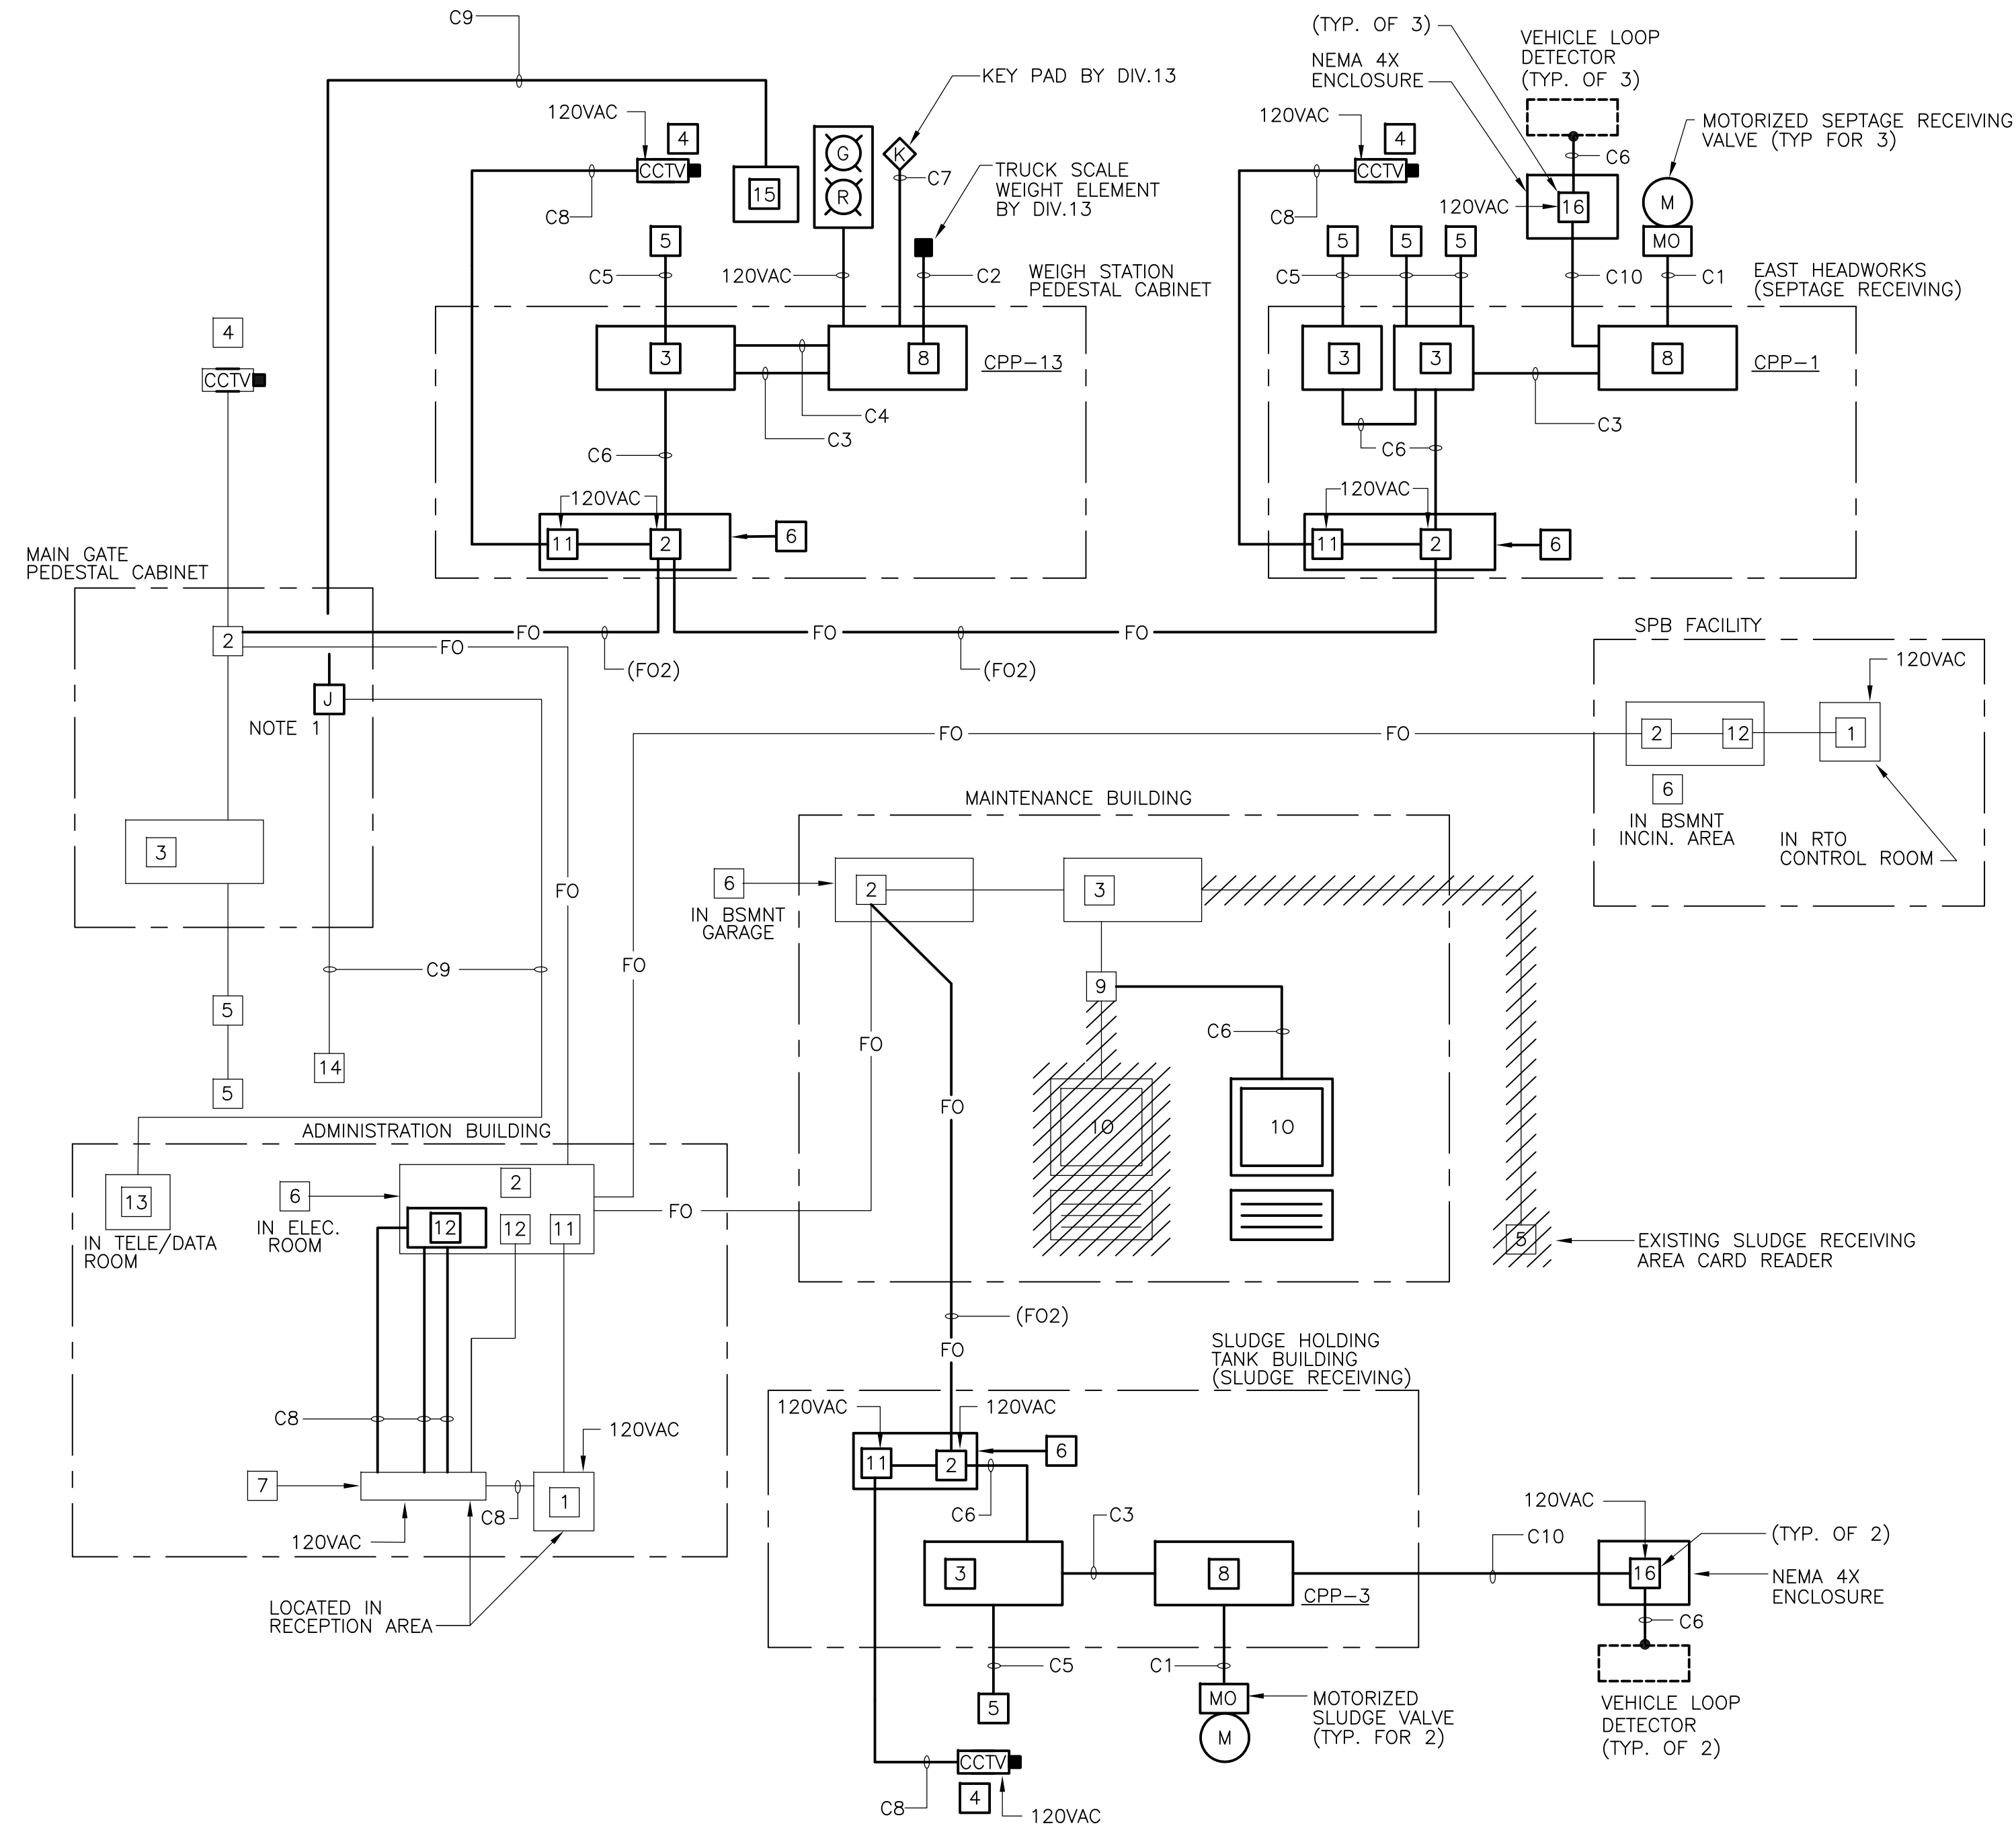 C9
(TYP. OF 3)
NEMA 4X
ENCLOSURE
VEHICLE LOOP
DETECTOR
(TYP. OF 3)
KEY PAD BY DIV.13
120VAC
4
CCTV
C8
15
G
R
K
C7
TRUCK SCALE
WEIGHT ELEMENT
BY DIV.13
120VAC
4
CCTV
C8
C6
MOTORIZED SEPTAGE RECEIVING
VALVE (TYP FOR 3)
120VAC
16
M
MO
5
C5
120VAC
C2
WEIGH STATION
PEDESTAL CABINET
5
5
5
C5
C10
C1
EAST HEADWORKS
(SEPTAGE RECEIVING)
4
CCTV
3
8
CPP-13
C4
C3
C6
3
3
8
CPP-1
C3
C6
120VAC
11
2
6
120VAC
11
2
6
MAIN GATE
PEDESTAL CABINET
2
FO
FO
(FO2)
FO
FO
(FO2)
J
NOTE 1
SPB FACILITY
120VAC
FO
FO
2
12
1
6
IN BSMNT
INCIN. AREA
IN RTO
CONTROL ROOM
3
FO
FO
C9
5
5
14
MAINTENANCE BUILDING
6
IN BSMNT
GARAGE
2
3
9
C6
FO
FO
10
10
5
EXISTING SLUDGE RECEIVING
AREA CARD READER
ADMINISTRATION BUILDING
13
IN TELE/DATA
ROOM
6
IN ELEC.
ROOM
2
12
12
11
FO
C8
120VAC
7
1
C8
120VAC
LOCATED IN
RECEPTION AREA
(FO2)
FO
SLUDGE HOLDING
TANK BUILDING
(SLUDGE RECEIVING)
120VAC
120VAC
11
2
6
C6
C3
3
8
CPP-3
120VAC
C10
(TYP. OF 2)
16
NEMA 4X
ENCLOSURE
C6
C5
C1
5
MO
M
MOTORIZED
SLUDGE VALVE
(TYP. FOR 2)
VEHICLE LOOP
DETECTOR
(TYP. OF 2)
CCTV
4
C8
120VAC